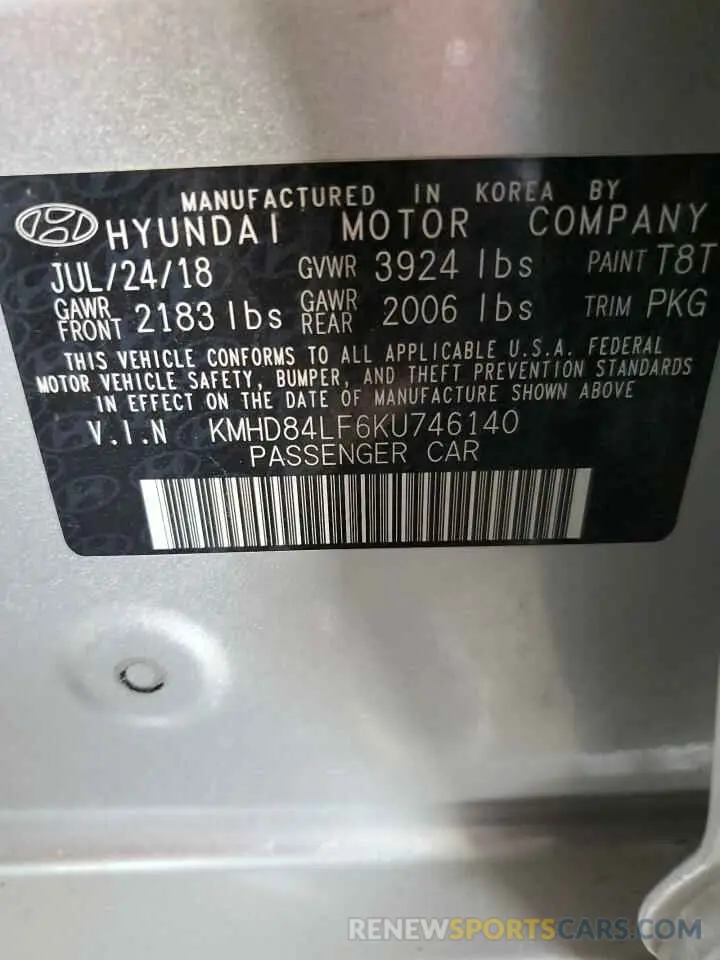 MANUFACTURED IN KOREA BY
HYUNDAI MOTOR COMPANY
JUL/24/18 GVWR 3924 lbs PAINT T8T
GAWR FRONT 2183 lbs GAWR REAR 2006 lbs TRIM PKG
THIS VEHICLE CONFORMS TO ALL APPLICABLE U.S.A. FEDERAL
MOTOR VEHICLE SAFETY, BUMPER, AND THEFT PREVENTION STANDARDS
IN EFFECT ON THE DATE OF MANUFACTURE SHOWN ABOVE
V.I.N KMHD84LF6KU746140
PASSENGER CAR
RENEWSPORTSCARS.COM